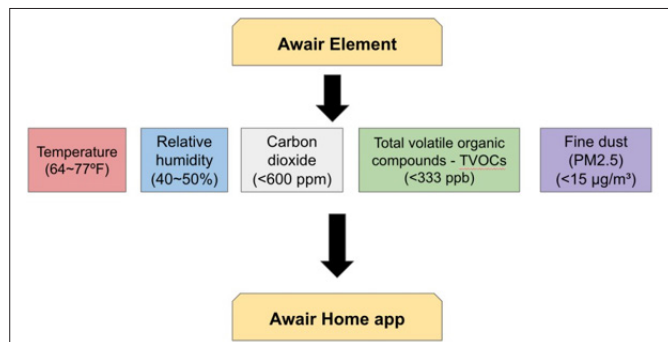 Awair Element
Temperature
(64~77ºF)
Relative
humidity
(40~50%)
Carbon
dioxide
(<600 ppm)
Total volatile organic
compounds - TVOCs
(<333 ppb)
Fine dust
(PM2.5)
(<15 µg/m³)
Awair Home app